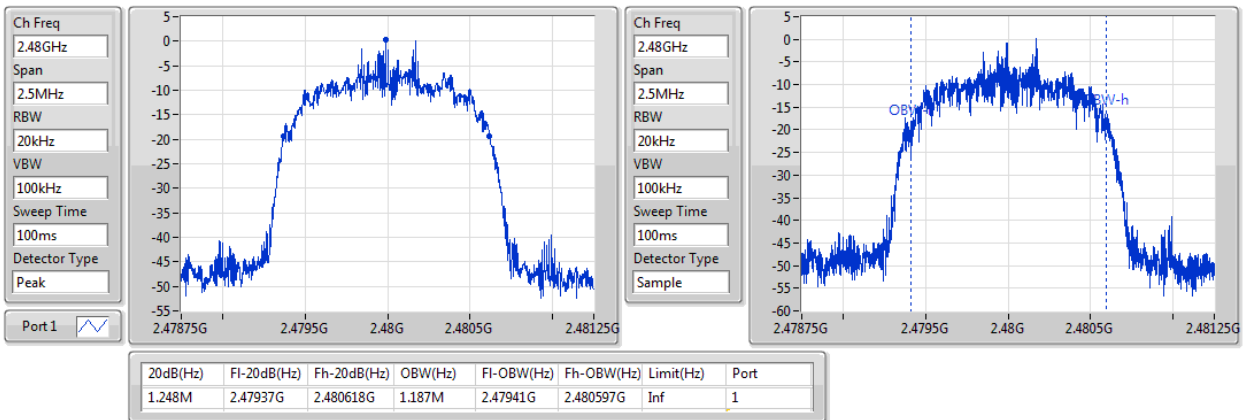 Ch Freq
2.48GHz
Span
2.5MHz
RBW
20kHz
VBW
100kHz
Sweep Time
100ms
Detector Type
Peak
Port 1
5
0
-5
-10
-15
-20
-25
-30
-35
-40
-45
-50
-55
2.47875G 2.4795G 2.48G 2.4805G 2.48125G
Ch Freq
2.48GHz
Span
2.5MHz
RBW
20kHz
VBW
100kHz
Sweep Time
100ms
Detector Type
Sample
5
0
-5
-10
-15
-20
-25
-30
-35
-40
-45
-50
-55
-60
2.47875G 2.4795G 2.48G 2.4805G 2.48125G
20dB(Hz) Fl-20dB(Hz) Fh-20dB(Hz) OBW(Hz) Fl-OBW(Hz) Fh-OBW(Hz) Limit(Hz) Port
1.248M 2.47937G 2.480618G 1.187M 2.47941G 2.480597G Inf 1